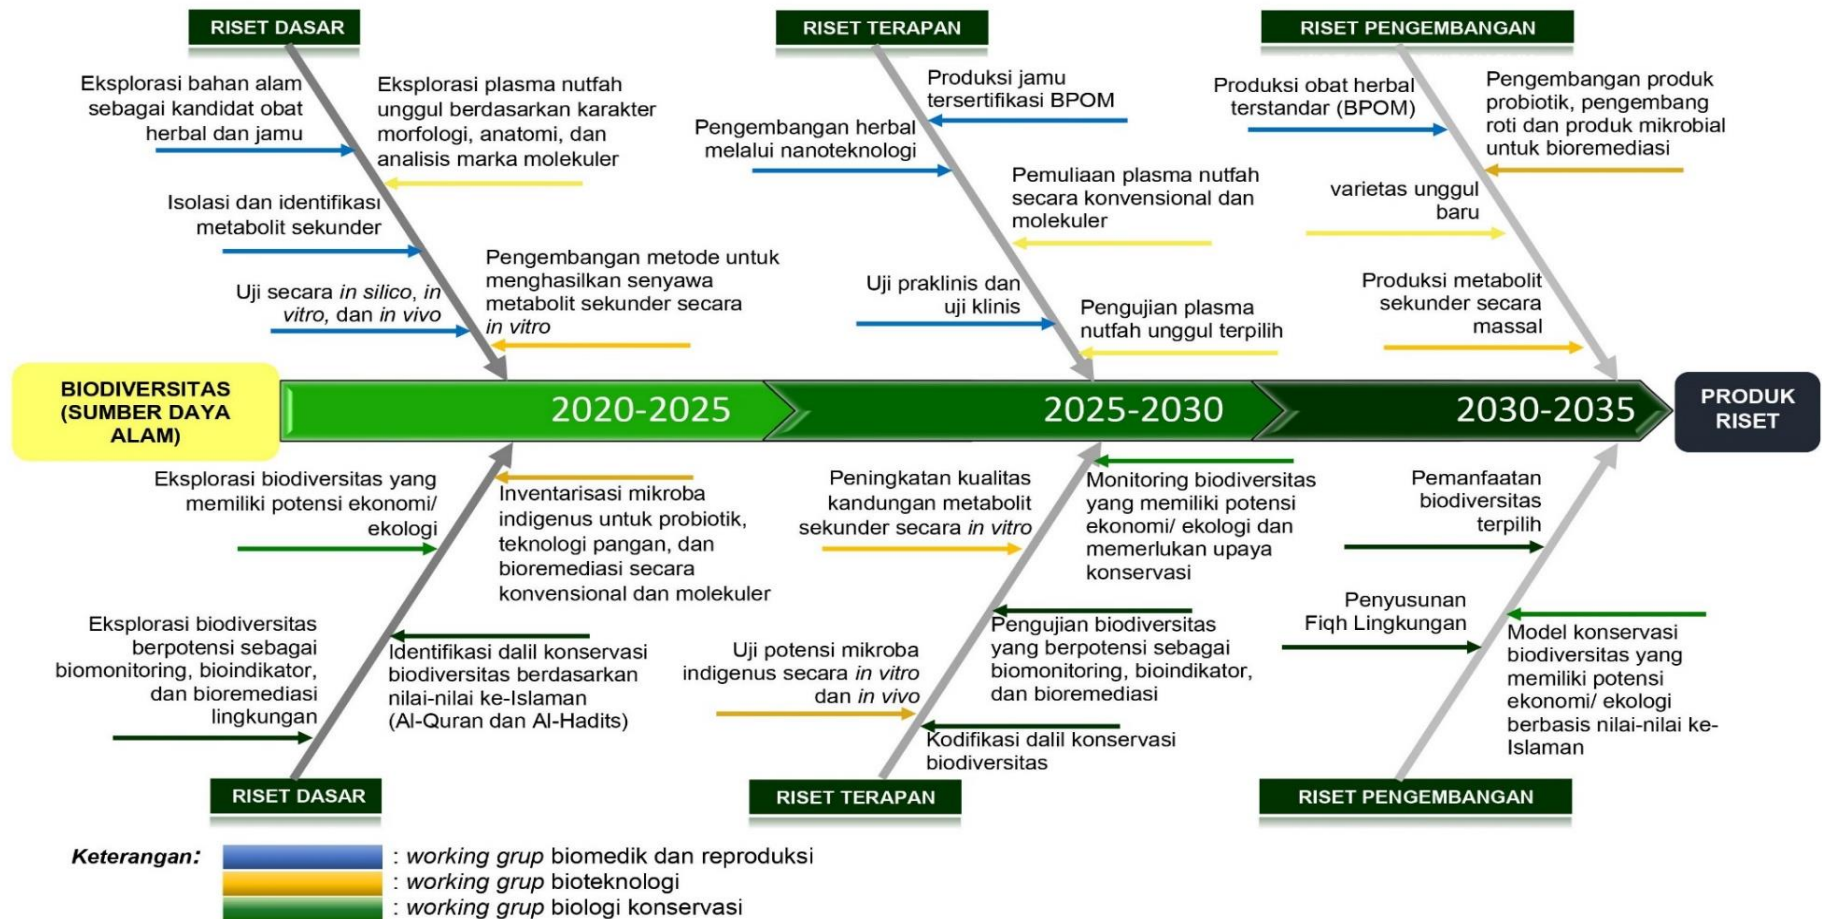 RISET DASAR
Eksplorasi bahan alam
sebagai kandidat obat
herbal dan jamu
Isolasi dan identifikasi
metabolit sekunder
Uji secara in silico, in
vitro, dan in vivo
Eksplorasi plasma nutfah
unggul berdasarkan karakter
morfologi, anatomi, dan
analisis marka molekuler
Pengembangan metode untuk
menghasilkan senyawa
metabolit sekunder secara
in vitro
RISET TERAPAN
Pengembangan herbal
melalui nanoteknologi
Uji praklinis dan
uji klinis
Produksi jamu
tersertifikasi BPOM
Pemuliaan plasma nutfah
secara konvensional dan
molekuler
Pengujian plasma
nutfah unggul terpilih
RISET PENGEMBANGAN
Produksi obat herbal
terstandar (BPOM)
varietas unggul
baru
Produksi metabolit
sekunder secara
massal
Pengembangan produk
probiotik, pengembang
roti dan produk mikrobial
untuk bioremediasi
BIODIVERSITAS
(SUMBER DAYA
ALAM)
2020-2025
2025-2030
2030-2035
PRODUK
RISET
Eksplorasi biodiversitas yang
memiliki potensi ekonomi/
ekologi
Eksplorasi biodiversitas
berpotensi sebagai
biomonitoring, bioindikator,
dan bioremediasi
lingkungan
Inventarisasi mikroba
indigenus untuk probiotik,
teknologi pangan, dan
bioremediasi secara
konvensional dan molekuler
Identifikasi dalil konservasi
biodiversitas berdasarkan
nilai-nilai ke-Islaman
(Al-Quran dan Al-Hadits)
RISET DASAR
Peningkatan kualitas
kandungan metabolit
sekunder secara in vitro
Uji potensi mikroba
indigenus secara in vitro
dan in vivo
Monitoring biodiversitas
yang memiliki potensi
ekonomi/ ekologi dan
memerlukan upaya
konservasi
Pengujian biodiversitas
yang berpotensi sebagai
biomonitoring, bioindikator,
dan bioremediasi
Kodifikasi dalil konservasi
biodiversitas
RISET TERAPAN
Pemanfaatan
biodiversitas
terpilih
Penyusunan
Fiqh Lingkungan
Model konservasi
biodiversitas yang
memiliki potensi
ekonomi/ ekologi
berbasis nilai-nilai ke-
Islaman
RISET PENGEMBANGAN
Keterangan:
: working grup biomedik dan reproduksi
: working grup bioteknologi
: working grup biologi konservasi